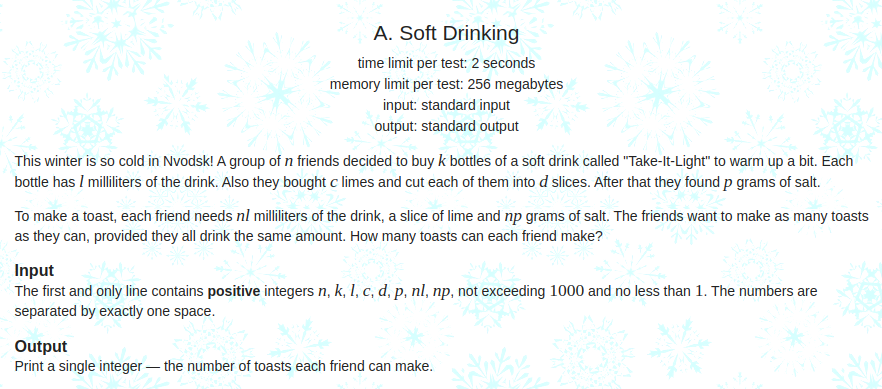 A. Soft Drinking
time limit per test: 2 seconds
memory limit per test: 256 megabytes
input: standard input
output: standard output
This winter is so cold in Nvodsk! A group of n friends decided to buy k bottles of a soft drink called "Take-It-Light" to warm up a bit. Each
bottle has l milliliters of the drink. Also they bought c limes and cut each of them into d slices. After that they found p grams of salt.
To make a toast, each friend needs nl milliliters of the drink, a slice of lime and np grams of salt. The friends want to make as many toasts
as they can, provided they all drink the same amount. How many toasts can each friend make?
Input
The first and only line contains positive integers n, k, l, c, d, p, nl, np, not exceeding 1000 and no less than 1. The numbers are
separated by exactly one space.
Output
Print a single integer — the number of toasts each friend can make.